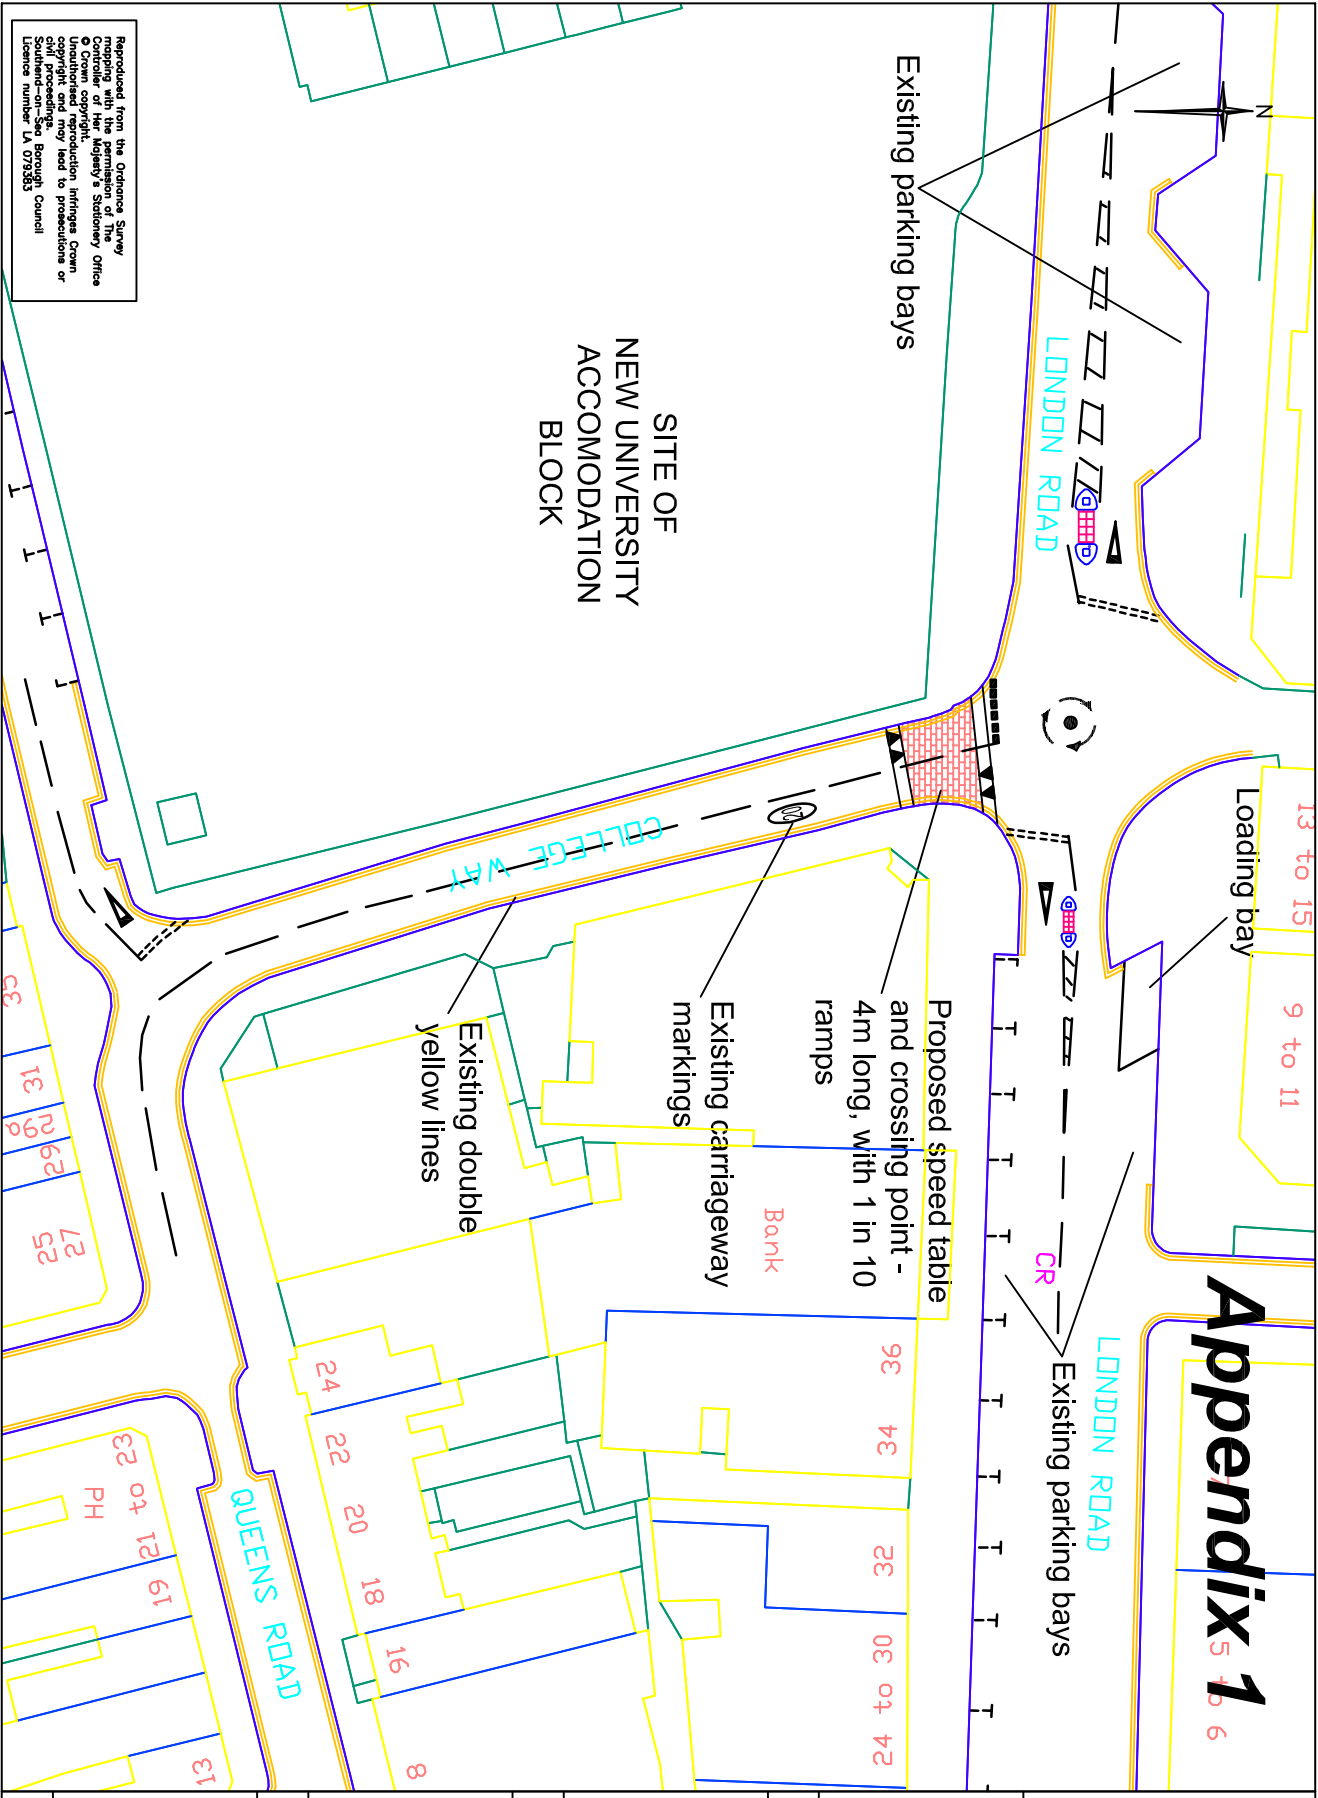 Appendix 1
N
Existing parking bays
LONDON ROAD
13 to 15
Loading bay
9 to 11
5 to 6
LONDON ROAD
Existing parking bays
CR
SITE OF
NEW UNIVERSITY
ACCOMODATION
BLOCK
Proposed speed table
and crossing point -
4m long, with 1 in 10
ramps
Existing carriageway
markings
Existing double
yellow lines
20
COLLEGE WAY
Bank
36
34
32
24 to 30
24
22
20
18
16
8
QUEENS ROAD
35
31
29a
29
27
25
23 to 21
PH
19
13
Reproduced from the Ordnance Survey
mapping with the permission of The
Controller of Her Majesty's Stationery Office
© Crown copyright.
Unauthorised reproduction infringes Crown
copyright and may lead to prosecutions or
civil proceedings.
Southend-on-Sea Borough Council
Licence number LA 079383